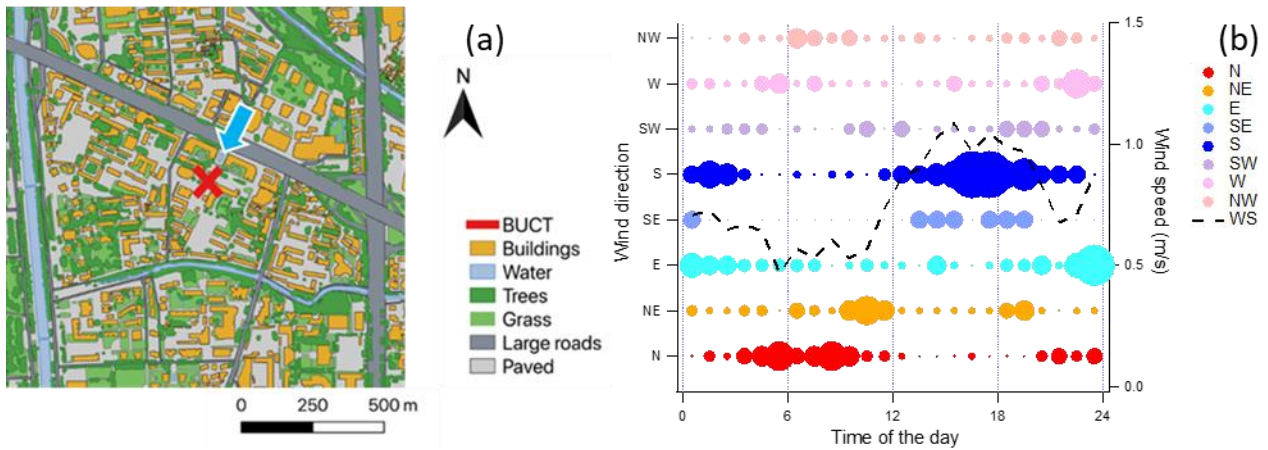 (a)
N
BUCT
Buildings
Water
Trees
Grass
Large roads
Paved
0 250 500 m
(b)
Wind direction
NW
W
SW
S
SE
E
NE
N
0 6 12 18 24
Time of the day
1.5
1.0
0.5
0.0
Wind speed (m/s)
N
NE
E
SE
S
SW
W
NW
WS